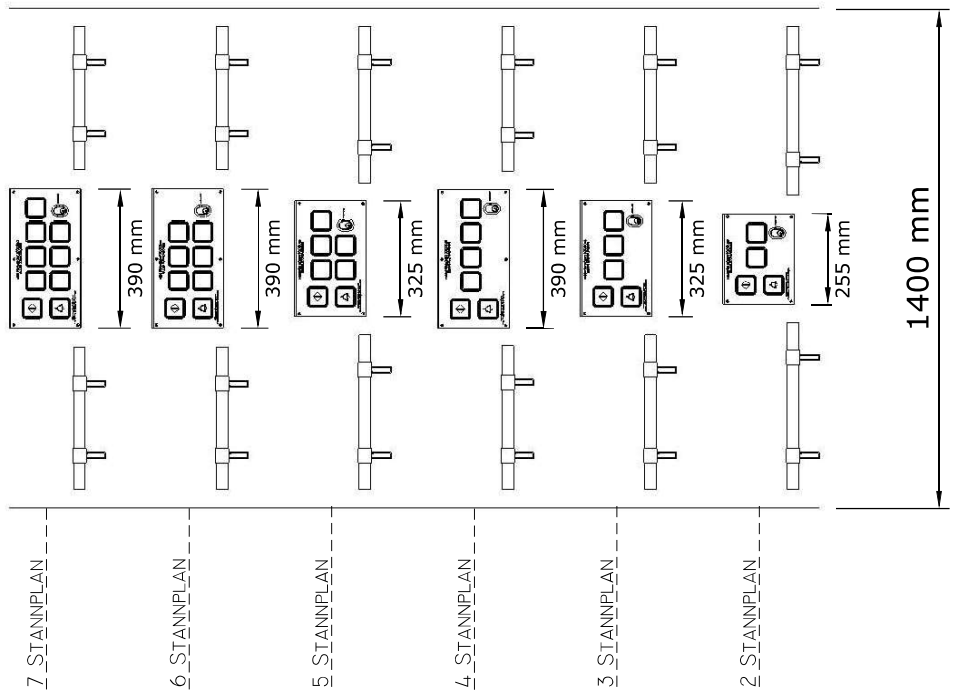 390 mm
390 mm
325 mm
390 mm
325 mm
255 mm
1400 mm
7 STANNPLAN
6 STANNPLAN
5 STANNPLAN
4 STANNPLAN
3 STANNPLAN
2 STANNPLAN